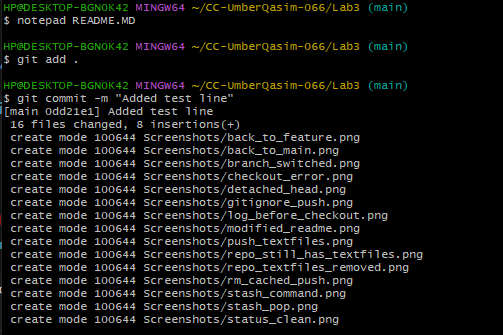 HP@DESKTOP-BGN0K42 MINGW64 ~/CC-UmberQasim-066/Lab3 (main)
$ notepad README.MD
HP@DESKTOP-BGN0K42 MINGW64 ~/CC-UmberQasim-066/Lab3 (main)
$ git add .
HP@DESKTOP-BGN0K42 MINGW64 ~/CC-UmberQasim-066/Lab3 (main)
$ git commit -m "Added test line"
[main 0dd21e1] Added test line
16 files changed, 8 insertions(+)
create mode 100644 Screenshots/back_to_feature.png
create mode 100644 Screenshots/back_to_main.png
create mode 100644 Screenshots/branch_switched.png
create mode 100644 Screenshots/checkout_error.png
create mode 100644 Screenshots/detached_head.png
create mode 100644 Screenshots/gitignore_push.png
create mode 100644 Screenshots/log_before_checkout.png
create mode 100644 Screenshots/modified_readme.png
create mode 100644 Screenshots/push_textfiles.png
create mode 100644 Screenshots/repo_still_has_textfiles.png
create mode 100644 Screenshots/repo_textfiles_removed.png
create mode 100644 Screenshots/rm_cached_push.png
create mode 100644 Screenshots/stash_command.png
create mode 100644 Screenshots/stash_pop.png
create mode 100644 Screenshots/status_clean.png